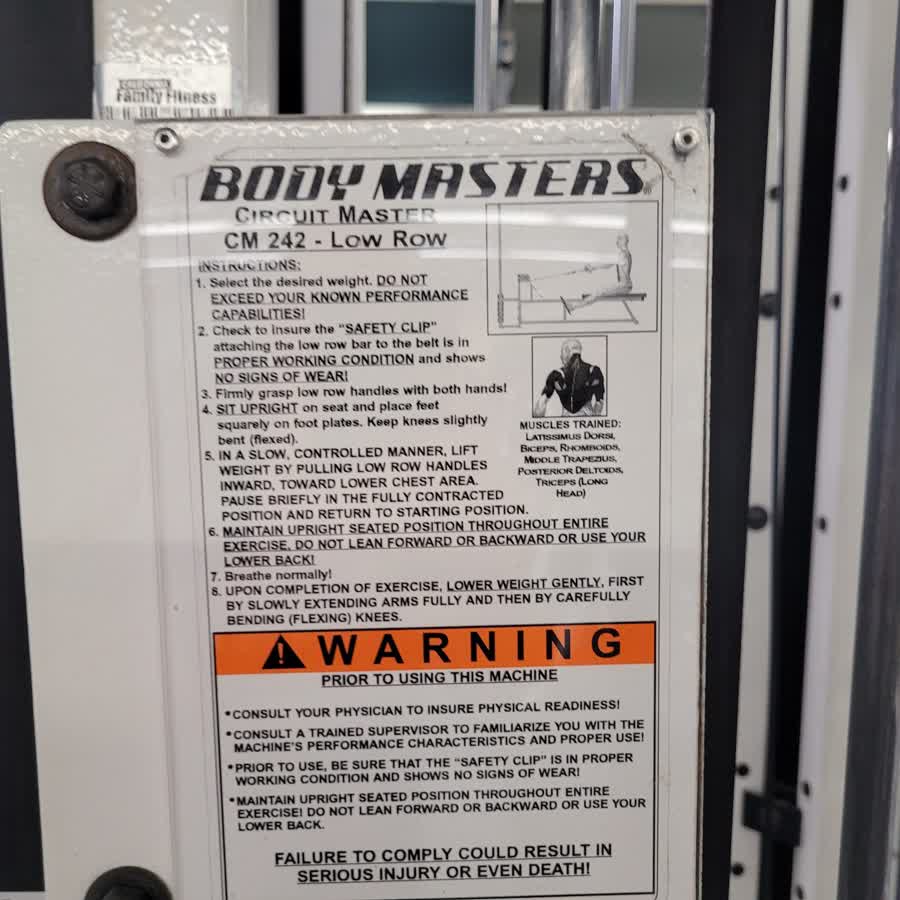 CALIFORNIA
Family Fitness
BODY MASTERS
CIRCUIT MASTER
CM 242 - LOW ROW
INSTRUCTIONS:
1. Select the desired weight. DO NOT
EXCEED YOUR KNOWN PERFORMANCE
CAPABILITIES!
2. Check to insure the "SAFETY CLIP"
attaching the low row bar to the belt is in
PROPER WORKING CONDITION and shows
NO SIGNS OF WEAR!
3. Firmly grasp low row handles with both hands!
4. SIT UPRIGHT on seat and place feet
squarely on foot plates. Keep knees slightly
bent (flexed).
5. IN A SLOW, CONTROLLED MANNER, LIFT
WEIGHT BY PULLING LOW ROW HANDLES
INWARD, TOWARD LOWER CHEST AREA.
PAUSE BRIEFLY IN THE FULLY CONTRACTED
POSITION AND RETURN TO STARTING POSITION.
6. MAINTAIN UPRIGHT SEATED POSITION THROUGHOUT ENTIRE
EXERCISE, DO NOT LEAN FORWARD OR BACKWARD OR USE YOUR
LOWER BACK!
7. Breathe normally!
8. UPON COMPLETION OF EXERCISE, LOWER WEIGHT GENTLY, FIRST
BY SLOWLY EXTENDING ARMS FULLY AND THEN BY CAREFULLY
BENDING (FLEXING) KNEES.
MUSCLES TRAINED:
LATISSIMUS DORSI,
BICEPS, RHOMBOIDS,
MIDDLE TRAPEZIUS,
POSTERIOR DELTOIDS,
TRICEPS (LONG
HEAD)
WARNING
PRIOR TO USING THIS MACHINE
•CONSULT YOUR PHYSICIAN TO INSURE PHYSICAL READINESS!
•CONSULT A TRAINED SUPERVISOR TO FAMILIARIZE YOU WITH THE
MACHINE'S PERFORMANCE CHARACTERISTICS AND PROPER USE!
•PRIOR TO USE, BE SURE THAT THE "SAFETY CLIP" IS IN PROPER
WORKING CONDITION AND SHOWS NO SIGNS OF WEAR!
•MAINTAIN UPRIGHT SEATED POSITION THROUGHOUT ENTIRE
EXERCISE! DO NOT LEAN FORWARD OR BACKWARD OR USE YOUR
LOWER BACK.
FAILURE TO COMPLY COULD RESULT IN
SERIOUS INJURY OR EVEN DEATH!